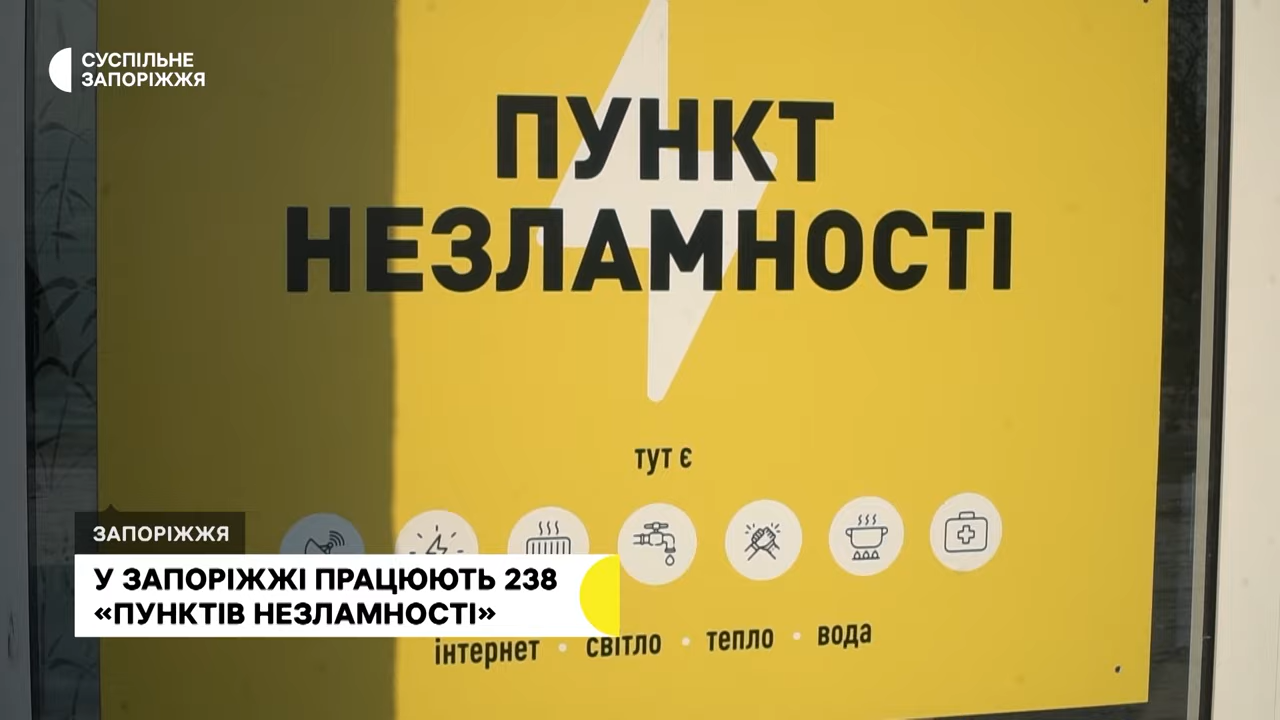 СУСПІЛЬНЕ
ЗАПОРІЖЖЯ
ПУНКТ
НЕЗЛАМНОСТІ
тут є
ЗАПОРІЖЖЯ
У ЗАПОРІЖЖІ ПРАЦЮЮТЬ 238
«ПУНКТІВ НЕЗЛАМНОСТІ»
інтернет • світло • тепло • вода